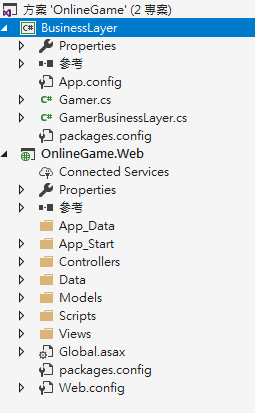 方案 'OnlineGame' (2 專案)
BusinessLayer
Properties
參考
App.config
Gamer.cs
GamerBusinessLayer.cs
packages.config
OnlineGame.Web
Connected Services
Properties
參考
App_Data
App_Start
Controllers
Data
Models
Scripts
Views
Global.asax
packages.config
Web.config